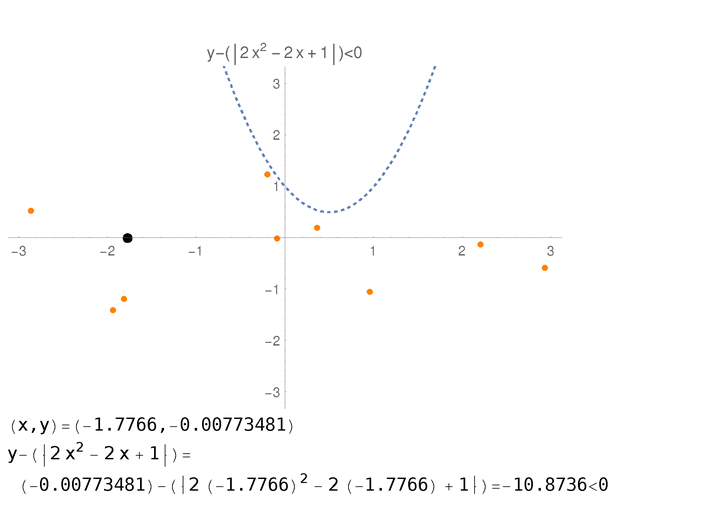 y−(|2x² − 2x + 1|)<0
3
2
1
−3 −2 −1 1 2 3
−1
−2
−3
(x,y)=(−1.7766,−0.00773481)
y−(|2x² − 2x + 1|)=
(−0.00773481)−(|2 (−1.7766)² − 2 (−1.7766) + 1|)=−10.8736<0